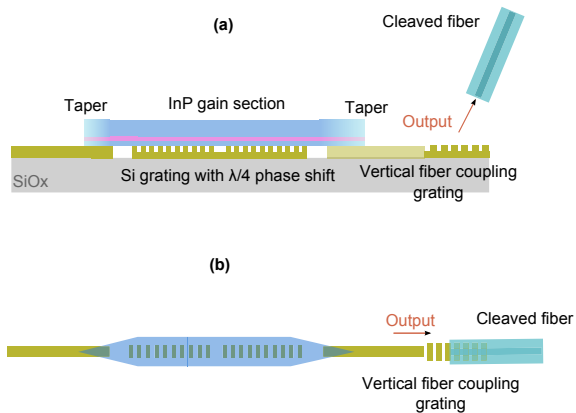 (a)
Cleaved fiber
Taper
InP gain section
Taper
Output
Si grating with λ/4 phase shift
Vertical fiber coupling
grating
SiOx
(b)
Output
Cleaved fiber
Vertical fiber coupling
grating